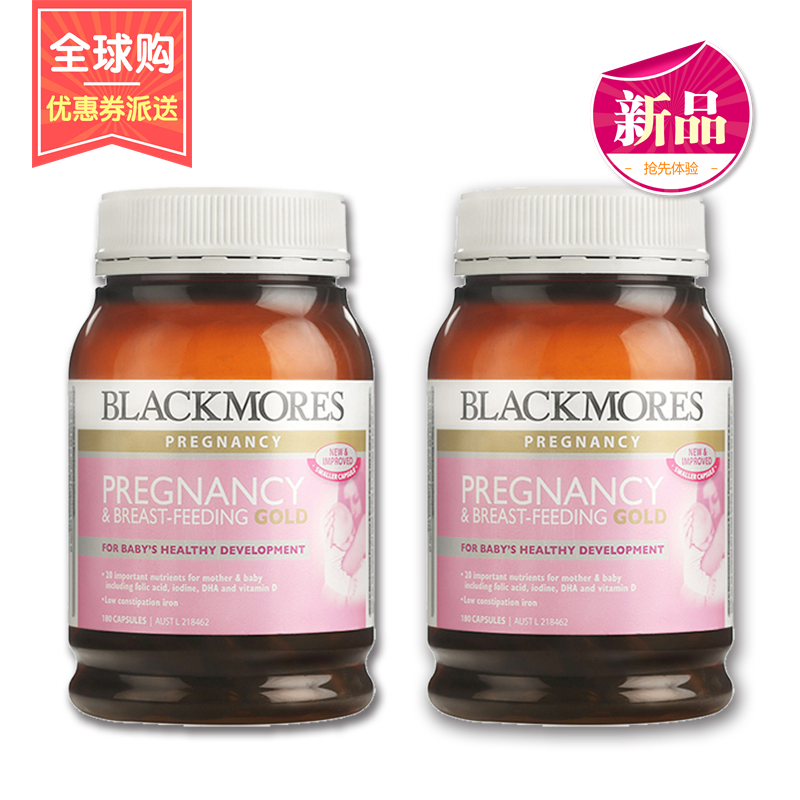 全球购
优惠券派送
新品
抢先体验
BLACKMORES
PREGNANCY
NEW & IMPROVED
SMALLER CAPSULE
PREGNANCY
& BREAST-FEEDING GOLD
FOR BABY'S HEALTHY DEVELOPMENT
• 20 important nutrients for mother & baby
including folic acid, iodine, DHA and vitamin D
• Low constipation iron
180 CAPSULES | AUST L 218462
BLACKMORES
PREGNANCY
NEW & IMPROVED
SMALLER CAPSULE
PREGNANCY
& BREAST-FEEDING GOLD
FOR BABY'S HEALTHY DEVELOPMENT
• 20 important nutrients for mother & baby
including folic acid, iodine, DHA and vitamin D
• Low constipation iron
180 CAPSULES | AUST L 218462